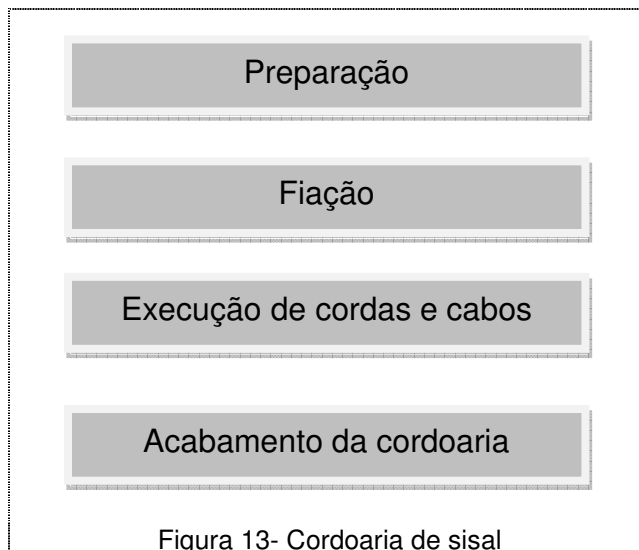 Preparação
Fiação
Execução de cordas e cabos
Acabamento da cordoaria
Figura 13- Cordoaria de sisal